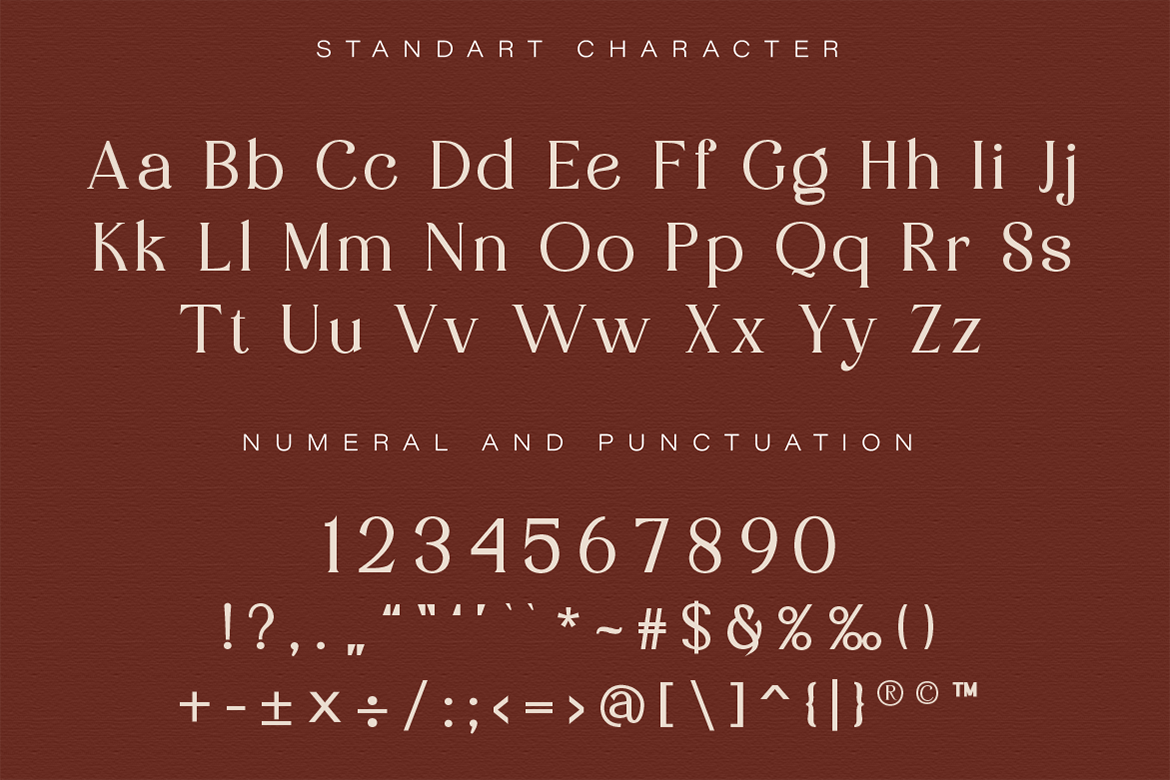 STANDART CHARACTER
Aa Bb Cc Dd Ee Ff Gg Hh Ii Jj
Kk Ll Mm Nn Oo Pp Qq Rr Ss
Tt Uu Vv Ww Xx Yy Zz
NUMERAL AND PUNCTUATION
1234567890
!?,.„“‟‘′``*~#$&%‰()
+-±×÷/:;‹=›@[\]^{|}®©™